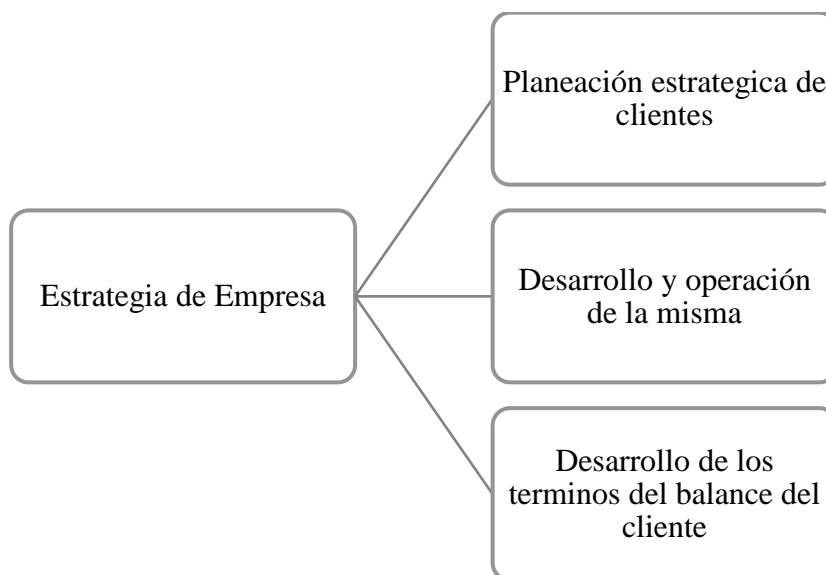 Planeación estrategica de
clientes
Estrategia de Empresa
Desarrollo y operación
de la misma
Desarrollo de los
terminos del balance del
cliente